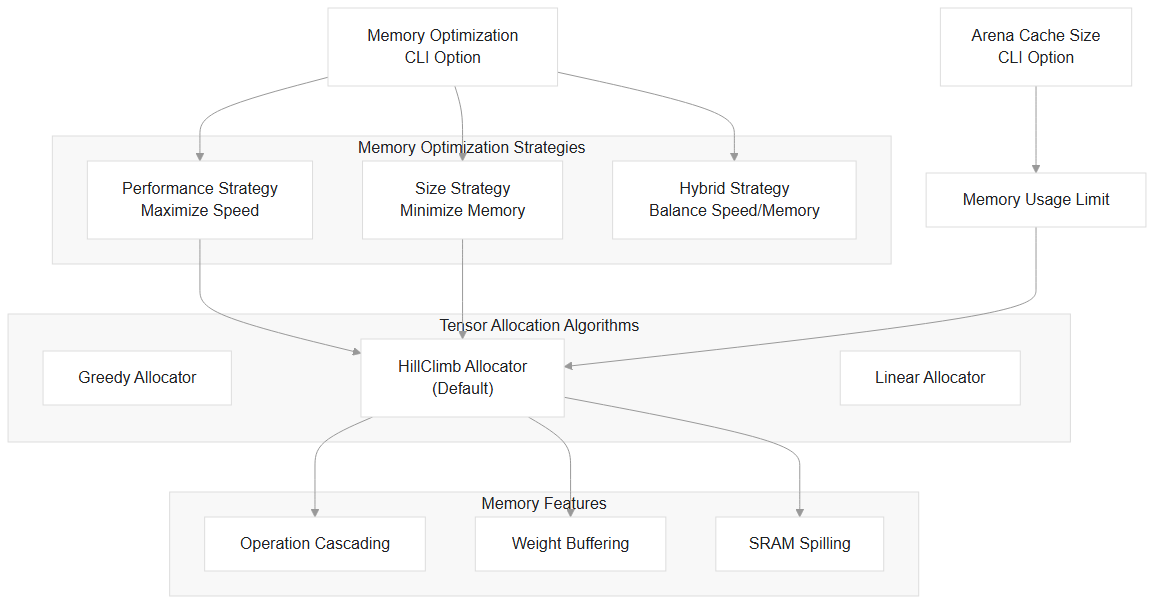 Memory Optimization
CLI Option
Arena Cache Size
CLI Option
Memory Optimization Strategies
Performance Strategy
Maximize Speed
Size Strategy
Minimize Memory
Hybrid Strategy
Balance Speed/Memory
Memory Usage Limit
Tensor Allocation Algorithms
Greedy Allocator
HillClimb Allocator
(Default)
Linear Allocator
Memory Features
Operation Cascading
Weight Buffering
SRAM Spilling